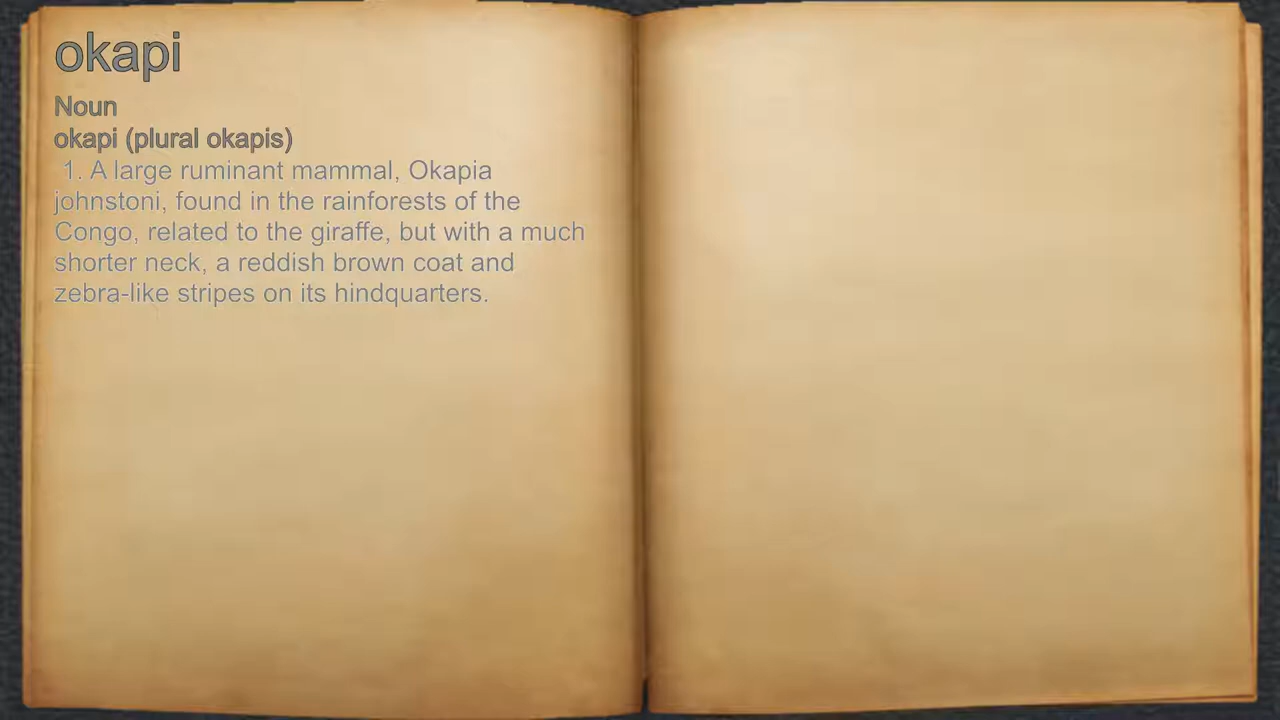 okapi
Noun
okapi (plural okapis)
1. A large ruminant mammal, Okapia
johnstoni, found in the rainforests of the
Congo, related to the giraffe, but with a much
shorter neck, a reddish brown coat and
zebra-like stripes on its hindquarters.